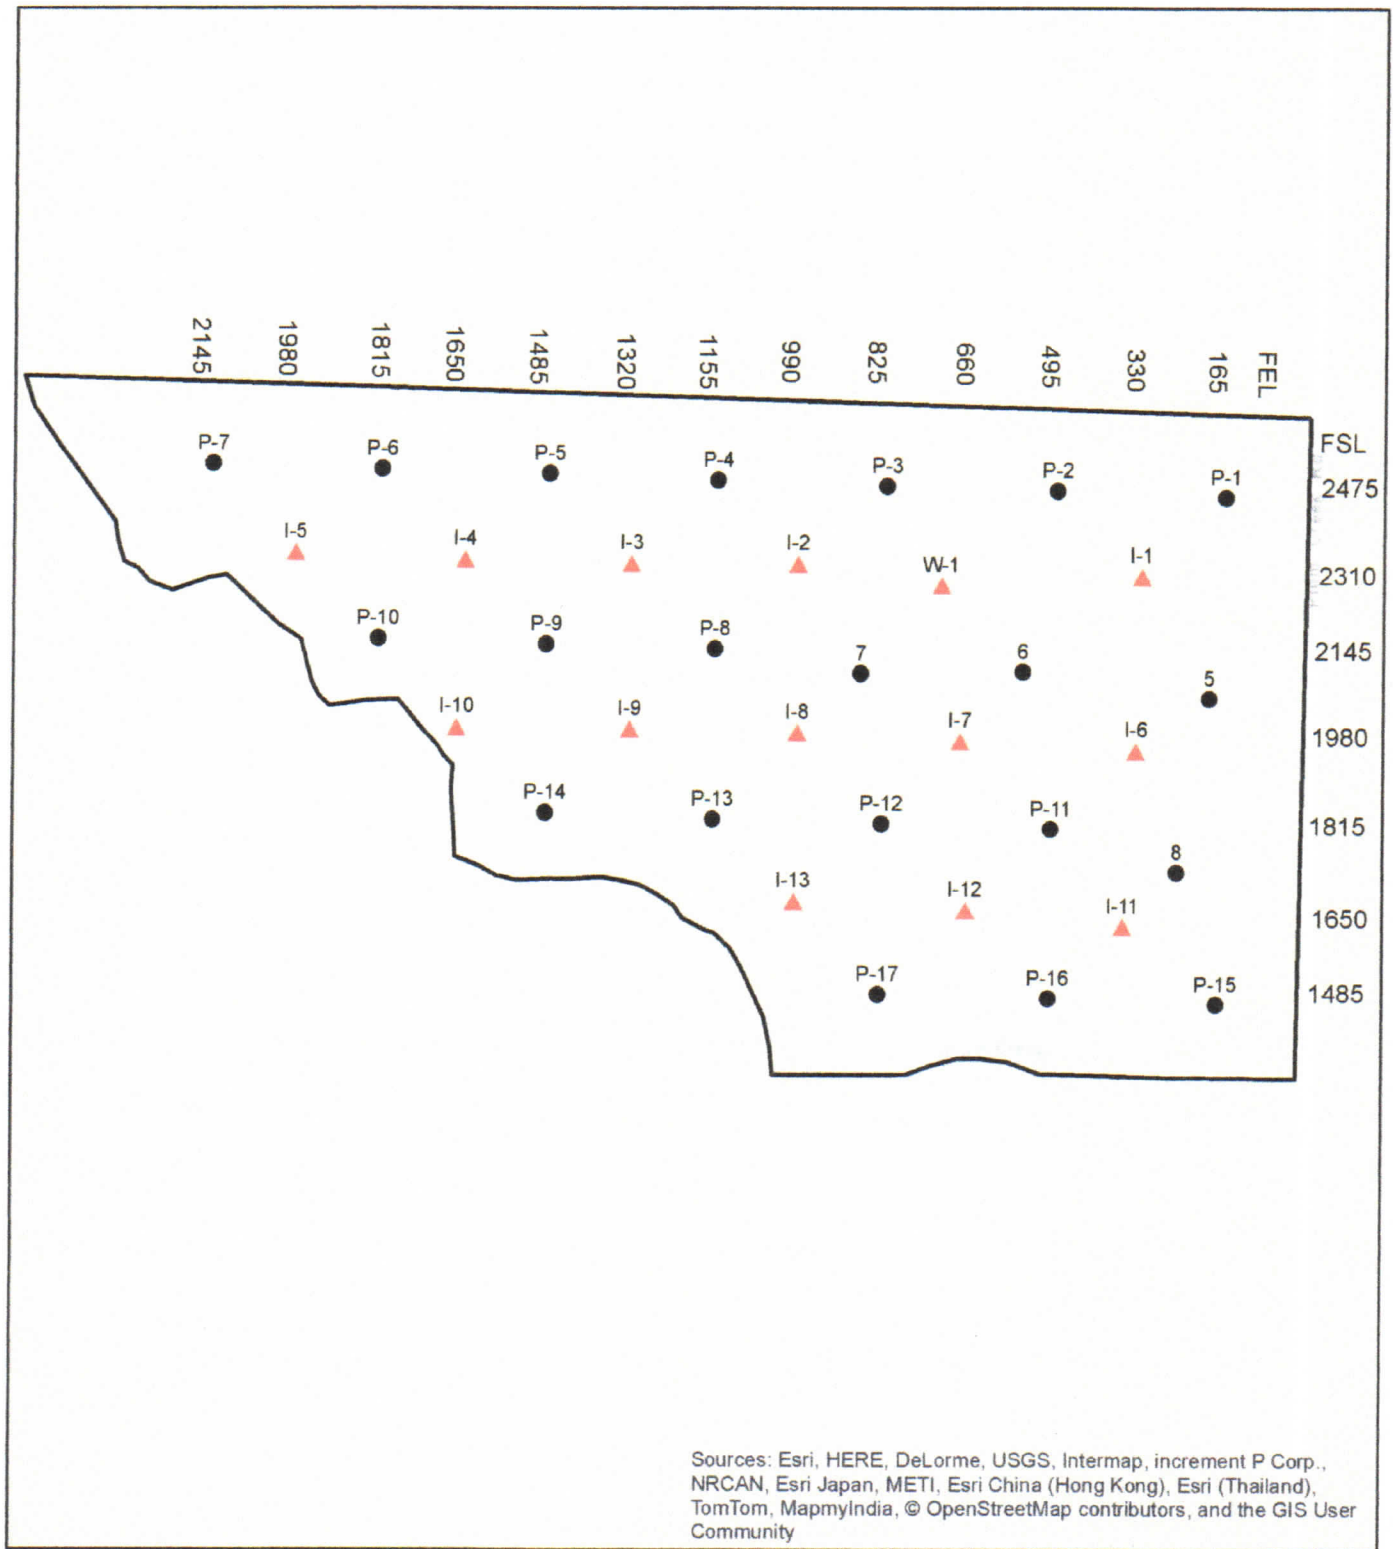 2145
1980
1815
1650
1485
1320
1155
990
825
660
495
330
165
FEL
FSL
P-7
P-6
P-5
P-4
P-3
P-2
P-1
2475
I-5
I-4
I-3
I-2
W-1
I-1
2310
P-10
P-9
P-8
7
6
5
2145
I-10
I-9
I-8
I-7
I-6
1980
P-14
P-13
P-12
P-11
1815
8
I-13
I-12
I-11
1650
P-17
P-16
P-15
1485
Sources: Esri, HERE, DeLorme, USGS, Intermap, increment P Corp.,
NRCAN, Esri Japan, METI, Esri China (Hong Kong), Esri (Thailand),
TomTom, MapmyIndia, © OpenStreetMap contributors, and the GIS User
Community